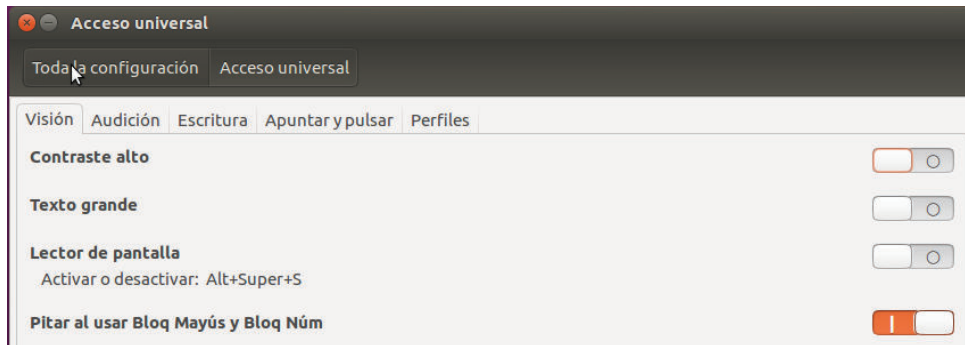 Acceso universal
Toda la configuración Acceso universal
Visión Audición Escritura Apuntar y pulsar Perfiles
Contraste alto
Texto grande
Lector de pantalla
Activar o desactivar: Alt+Super+S
Pitar al usar Bloq Mayús y Bloq Núm